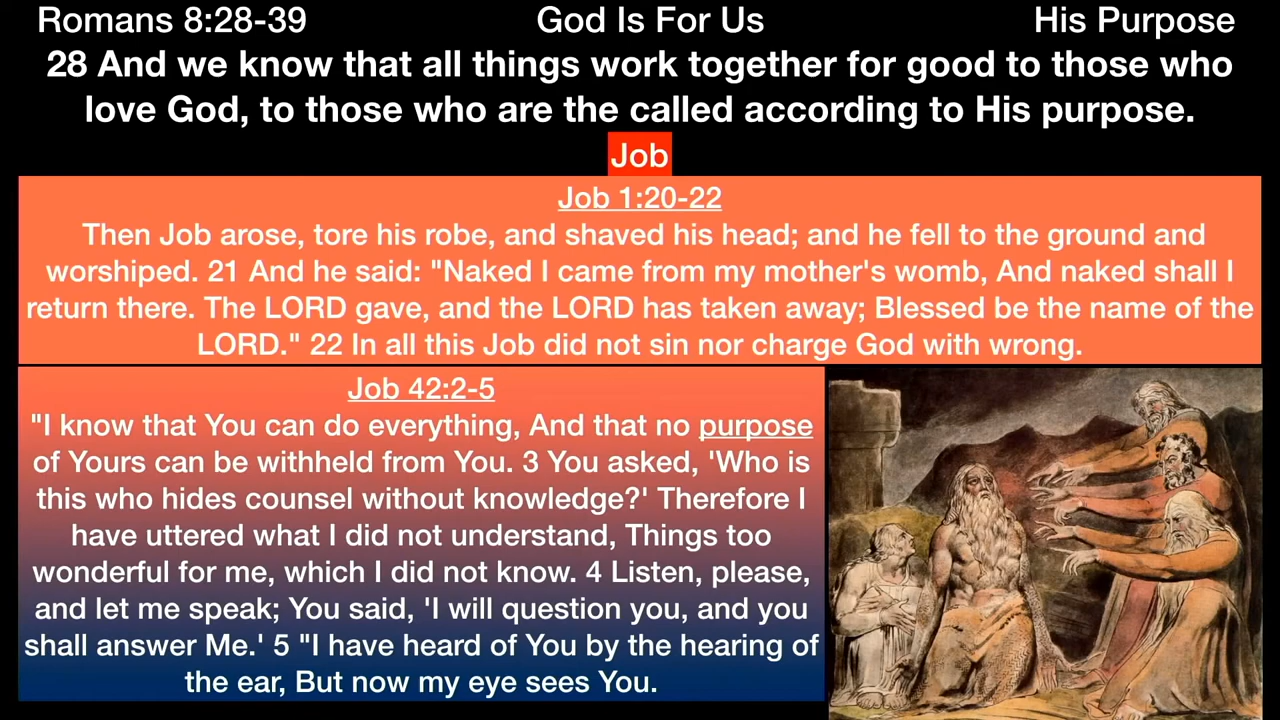 Romans 8:28-39 God Is For Us His Purpose
28 And we know that all things work together for good to those who
love God, to those who are the called according to His purpose.
Job
Job 1:20-22
Then Job arose, tore his robe, and shaved his head; and he fell to the ground and
worshiped. 21 And he said: "Naked I came from my mother's womb, And naked shall I
return there. The LORD gave, and the LORD has taken away; Blessed be the name of the
LORD." 22 In all this Job did not sin nor charge God with wrong.
Job 42:2-5
"I know that You can do everything, And that no purpose
of Yours can be withheld from You. 3 You asked, 'Who is
this who hides counsel without knowledge?' Therefore I
have uttered what I did not understand, Things too
wonderful for me, which I did not know. 4 Listen, please,
and let me speak; You said, 'I will question you, and you
shall answer Me.' 5 "I have heard of You by the hearing of
the ear, But now my eye sees You.